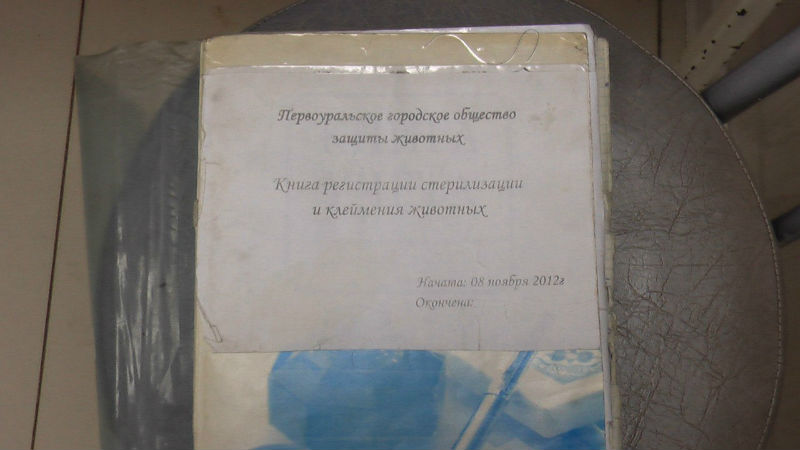 Первоуральское городское общество
защиты животных
Книга регистрации стерилизации
и клеймения животных
Начата: 08 ноября 2012г
Окончена: